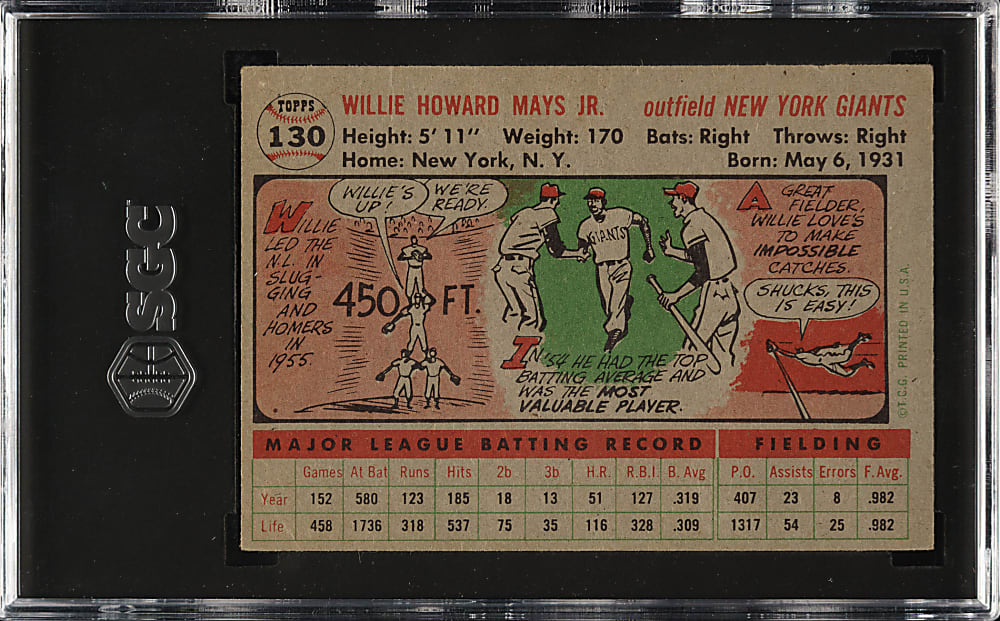 SGC
TOPPS
130
WILLIE HOWARD MAYS JR. outfield NEW YORK GIANTS
Height: 5' 11" Weight: 170 Bats: Right Throws: Right
Home: New York, N. Y. Born: May 6, 1931
WILLIE
LED THE
N.L. IN
SLUG-
GING
AND
HOMERS
IN
1955.
WILLIE'S
UP!
WE'RE
READY.
450 FT.
GIANTS
IN '54 HE HAD THE TOP
BATTING AVERAGE AND
WAS THE MOST
VALUABLE PLAYER.
A GREAT
FIELDER,
WILLIE LOVE'S
TO MAKE
IMPOSSIBLE
CATCHES.
SHUCKS, THIS
IS EASY!
©T.C.G. PRINTED IN U.S.A.
MAJOR LEAGUE BATTING RECORD FIELDING
Games At Bat Runs Hits 2b 3b H.R. R.B.I B. Avg P.O. Assists Errors F. Avg.
Year 152 580 123 185 18 13 51 127 .319 407 23 8 .982
Life 458 1736 318 537 75 35 116 328 .309 1317 54 25 .982